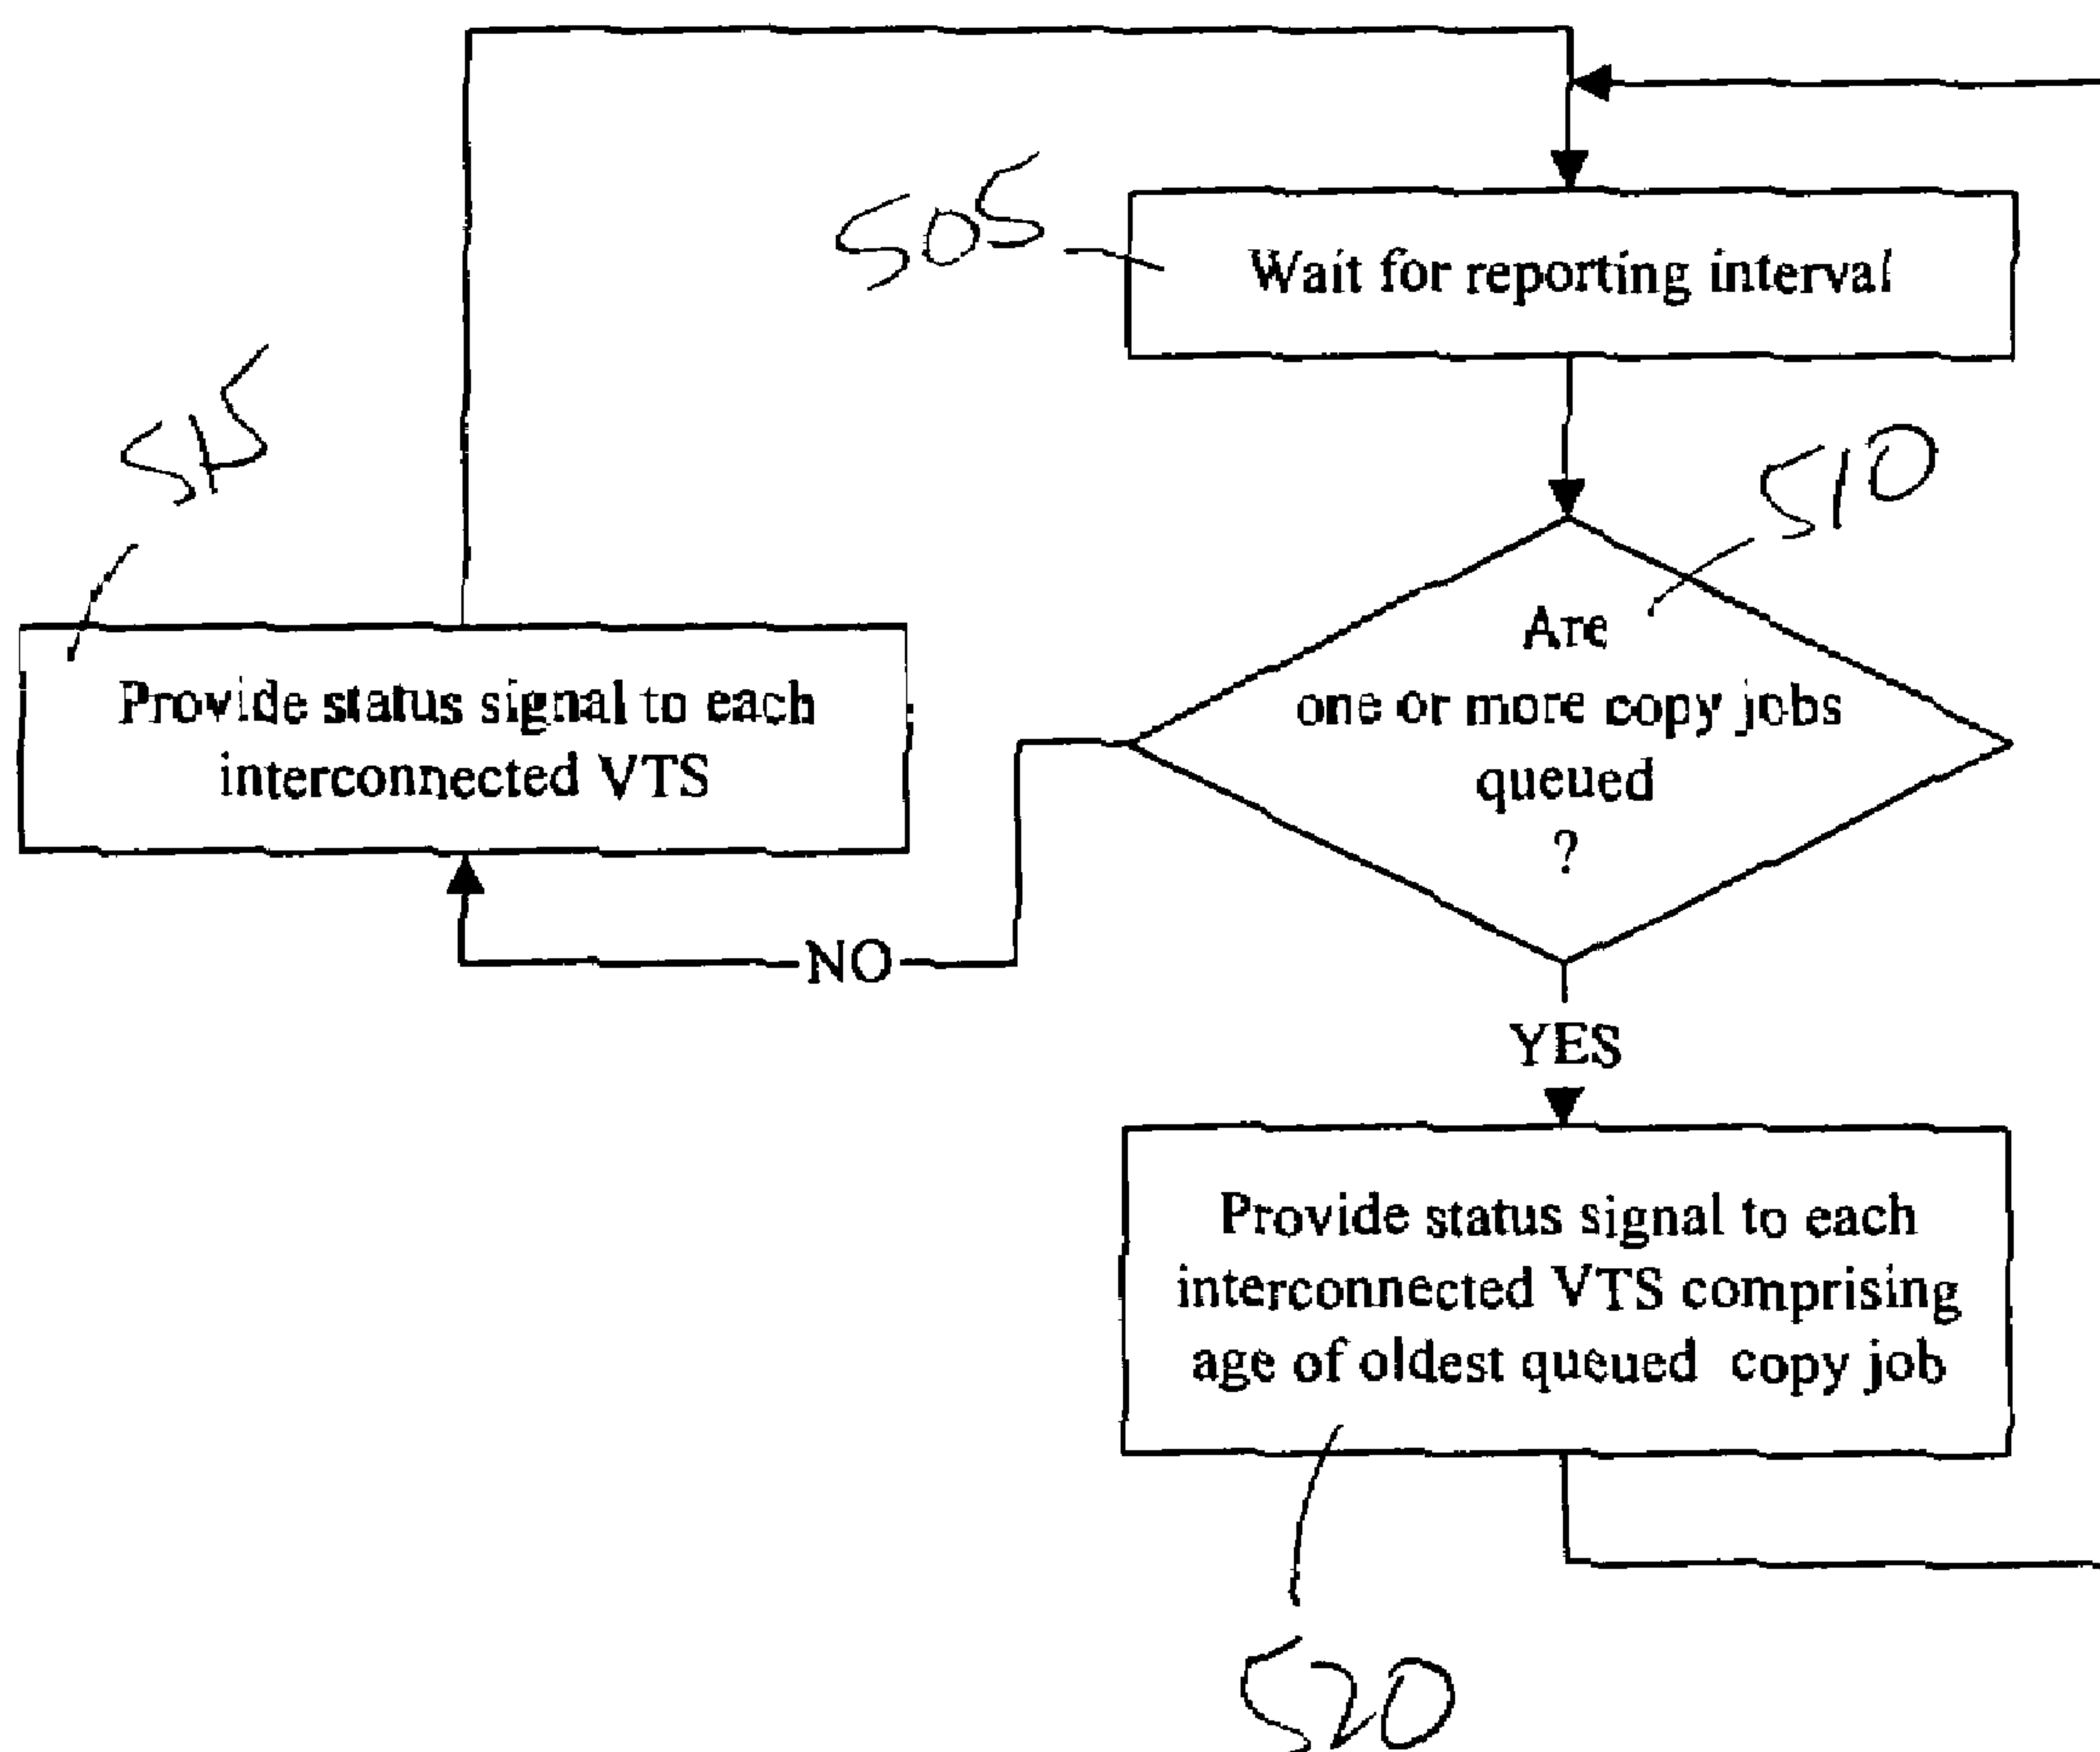 505
Wait for reporting interval
515
510
Are
one or more copy jobs
queued
?
Provide status signal to each
interconnected VTS
NO
YES
Provide status signal to each
interconnected VTS comprising
age of oldest queued copy job
520